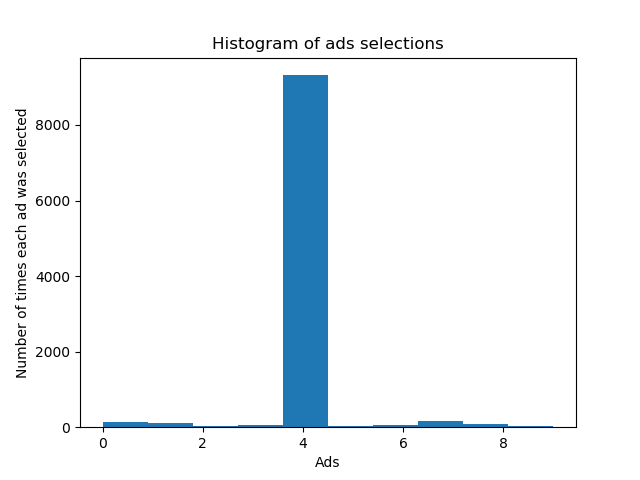 Histogram of ads selections
Number of times each ad was selected
8000
6000
4000
2000
0
0 2 4 6 8
Ads